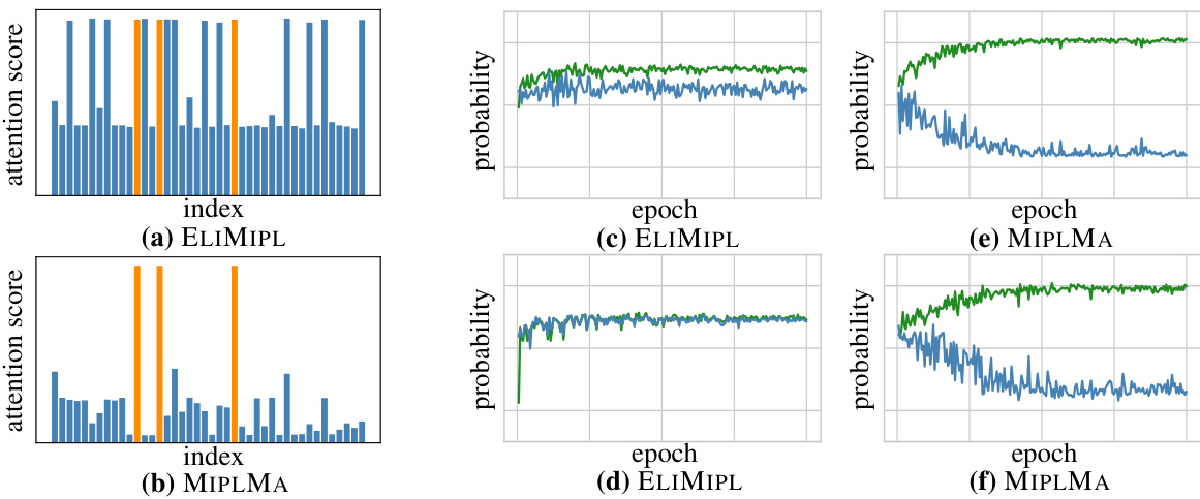 attention score
index
(a) ELIMIPL
attention score
index
(b) MIPLMA
probability
epoch
(c) ELIMIPL
probability
epoch
(d) ELIMIPL
probability
epoch
(e) MIPLMA
probability
epoch
(f) MIPLMA